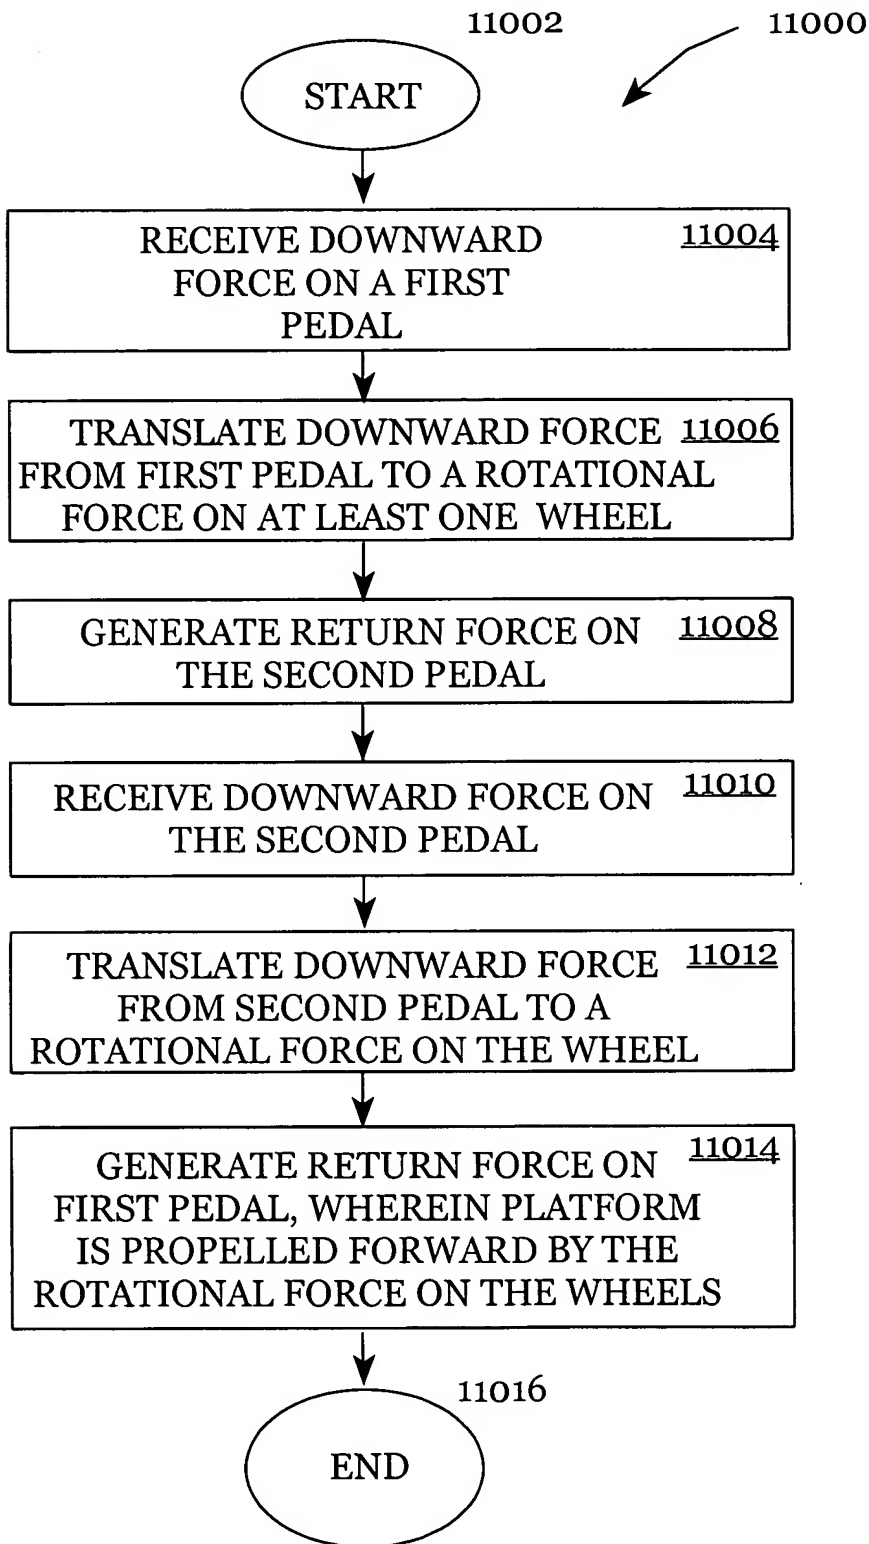 11002
11000
START
RECEIVE DOWNWARD 11004
FORCE ON A FIRST
PEDAL
TRANSLATE DOWNWARD FORCE 11006
FROM FIRST PEDAL TO A ROTATIONAL
FORCE ON AT LEAST ONE WHEEL
GENERATE RETURN FORCE ON 11008
THE SECOND PEDAL
RECEIVE DOWNWARD FORCE ON 11010
THE SECOND PEDAL
TRANSLATE DOWNWARD FORCE 11012
FROM SECOND PEDAL TO A
ROTATIONAL FORCE ON THE WHEEL
GENERATE RETURN FORCE ON 11014
FIRST PEDAL, WHEREIN PLATFORM
IS PROPELLED FORWARD BY THE
ROTATIONAL FORCE ON THE WHEELS
11016
END